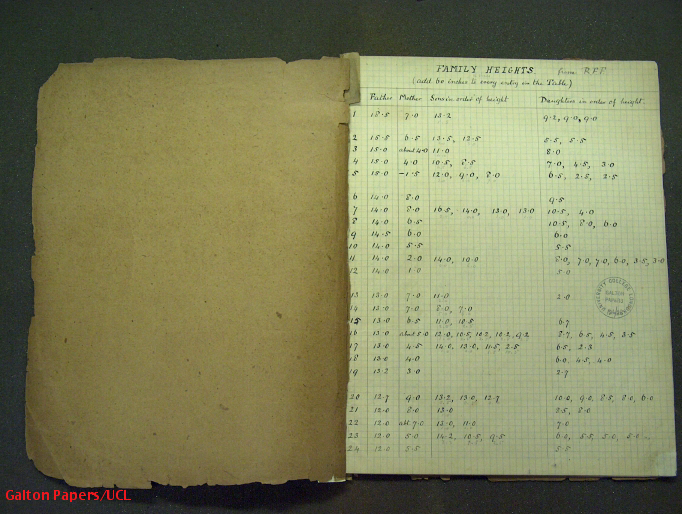 FAMILY HEIGHTS. from RFF
(add 60 inches to every entry in the Table)
Father Mother Sons in order of height Daughters in order of height.
1 18.5 7.0 13.2 9.2, 9.0, 9.0
2 15.5 6.5 13.5, 12.5 5.5, 5.5
3 15.0 about 4.0 11.0 8.0
4 15.0 4.0 10.5, 8.5 7.0, 4.5, 3.0
5 15.0 -1.5 12.0, 9.0, 8.0 6.5, 2.5, 2.5
6 14.0 8.0 9.5
7 14.0 8.0 16.5, 14.0, 13.0, 13.0 10.5, 4.0
8 14.0 6.5 10.5, 8.0, 6.0
9 14.5 6.0 6.0
10 14.0 5.5 5.5
11 14.0 2.0 14.0, 10.0 8.0, 7.0, 7.0, 6.0, 3.5, 3.0
12 14.0 1.0 5.0
13 13.0 7.0 11.0 2.0
14 13.0 7.0 8.0, 7.0
15 13.0 6.5 11.0, 10.5 6.7
16 13.0 about 5.0 12.0, 10.5, 10.2, 10.2, 9.2 8.7, 6.5, 4.5, 3.5
17 13.0 4.5 14.0, 13.0, 11.5, 2.5 6.5, 2.3
18 13.0 4.0 6.0, 4.5, 4.0
19 13.2 3.0 2.7
20 12.7 9.0 13.2, 13.0, 12.7 10.0, 9.0, 8.5, 8.0, 6.0
21 12.0 8.0 13.0 8.5, 8.0
22 12.0 abt 7.0 13.0, 11.0 7.0
23 12.0 5.0 14.2, 10.5, 9.5 6.0, 5.5, 5.0, 5.0
24 12.0 5.5 5.5
UNIVERSITY COLLEGE
GALTON
PAPERS
Galton Papers/UCL